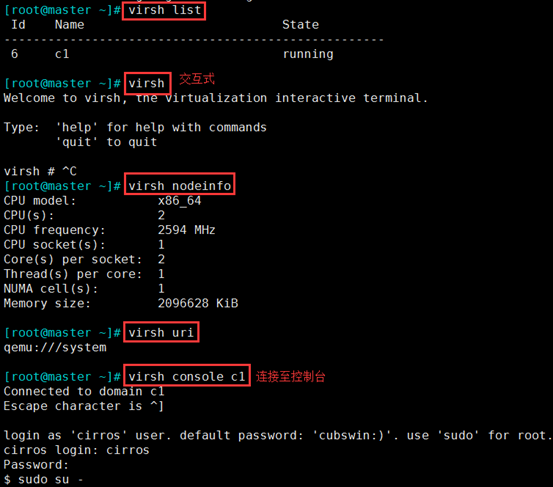 [root@master ~]# virsh list
Id    Name                           State
----------------------------------------------------
6     c1                             running
[root@master ~]# virsh 交互式
Welcome to virsh, the virtualization interactive terminal.
Type:  'help' for help with commands
'quit' to quit
virsh # ^C
[root@master ~]# virsh nodeinfo
CPU model:           x86_64
CPU(s):              2
CPU frequency:       2594 MHz
CPU socket(s):       1
Core(s) per socket:  2
Thread(s) per core:  1
NUMA cell(s):        1
Memory size:         2096628 KiB
[root@master ~]# virsh uri
qemu:///system
[root@master ~]# virsh console c1 连接至控制台
Connected to domain c1
Escape character is ^]
login as 'cirros' user. default password: 'cubswin:)'. use 'sudo' for root.
cirros login: cirros
Password:
$ sudo su -